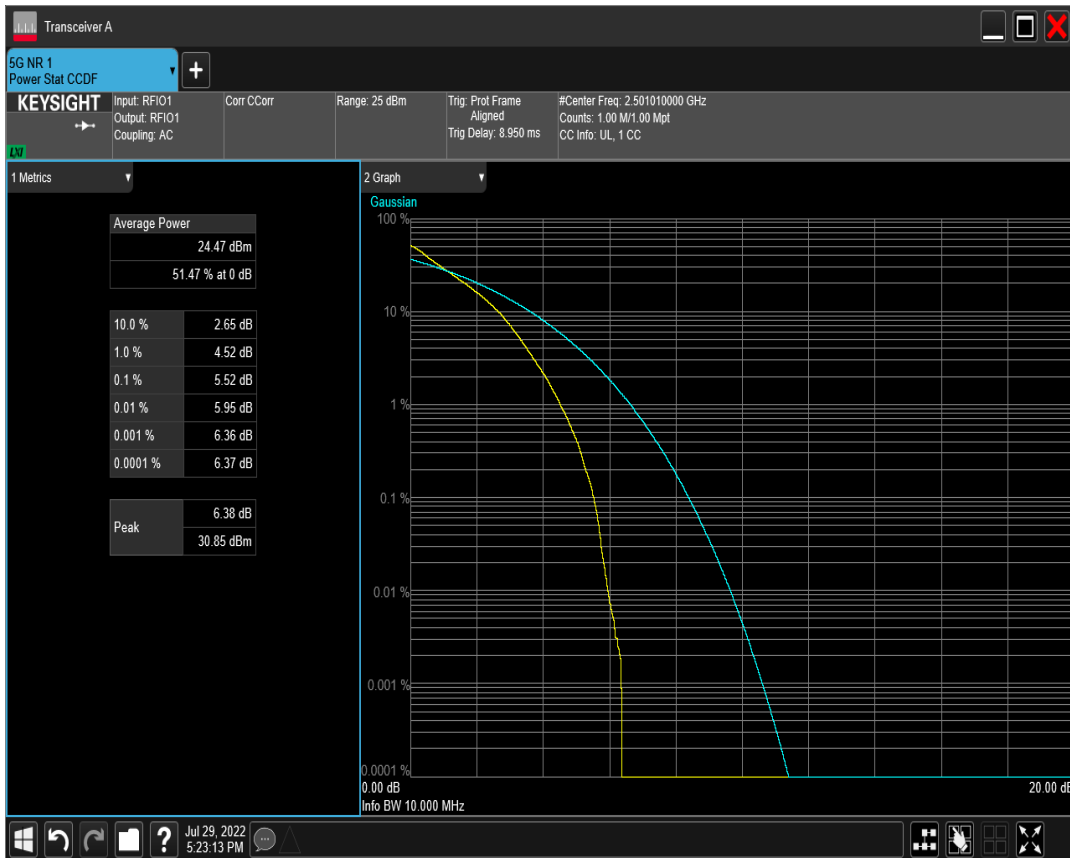 Transceiver A
5G NR 1
Power Stat CCDF
+
KEYSIGHT
LXI
Input: RFIO1
Output: RFIO1
Coupling: AC
Corr CCorr
Range: 25 dBm
Trig: Prot Frame
Aligned
Trig Delay: 8.950 ms
#Center Freq: 2.501010000 GHz
Counts: 1.00 M/1.00 Mpt
CC Info: UL, 1 CC
1 Metrics
Average Power
24.47 dBm
51.47 % at 0 dB
10.0 % 2.65 dB
1.0 % 4.52 dB
0.1 % 5.52 dB
0.01 % 5.95 dB
0.001 % 6.36 dB
0.0001 % 6.37 dB
Peak
6.38 dB
30.85 dBm
2 Graph
Gaussian
100 %
10 %
1 %
0.1 %
0.01 %
0.001 %
0.0001 %
0.00 dB 20.00 dB
Info BW 10.000 MHz
?
Jul 29, 2022
5:23:13 PM